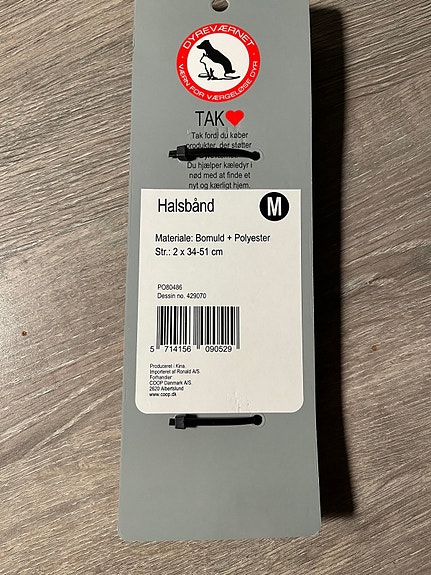 DYREVÆRNET
VÆRN FOR VÆRGELØSE DYR
TAK
Tak fordi du køber
produkter, der støtter
Du hjælper kæledyr i
nød med at finde et
nyt og kærligt hjem.
Halsbånd M
Materiale: Bomuld + Polyester
Str.: 2 x 34-51 cm
PO80486
Dessin no. 429070
5 714156 090529
Produceret i Kina
Importeret af Ronald A/S.
Forhandler:
COOP Danmark A/S.
2620 Albertslund
www.coop.dk